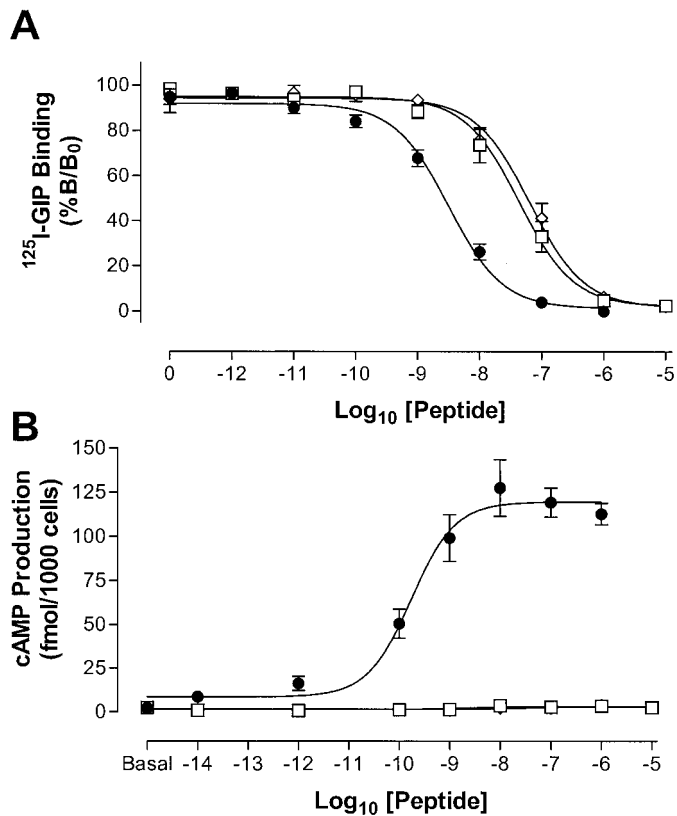 A
125I-GIP Binding
(%B/B0)
100
80
60
40
20
0
0 -12 -11 -10 -9 -8 -7 -6 -5
Log10 [Peptide]
B
cAMP Production
(fmol/1000 cells)
150
125
100
75
50
25
0
Basal -14 -13 -12 -11 -10 -9 -8 -7 -6 -5
Log10 [Peptide]